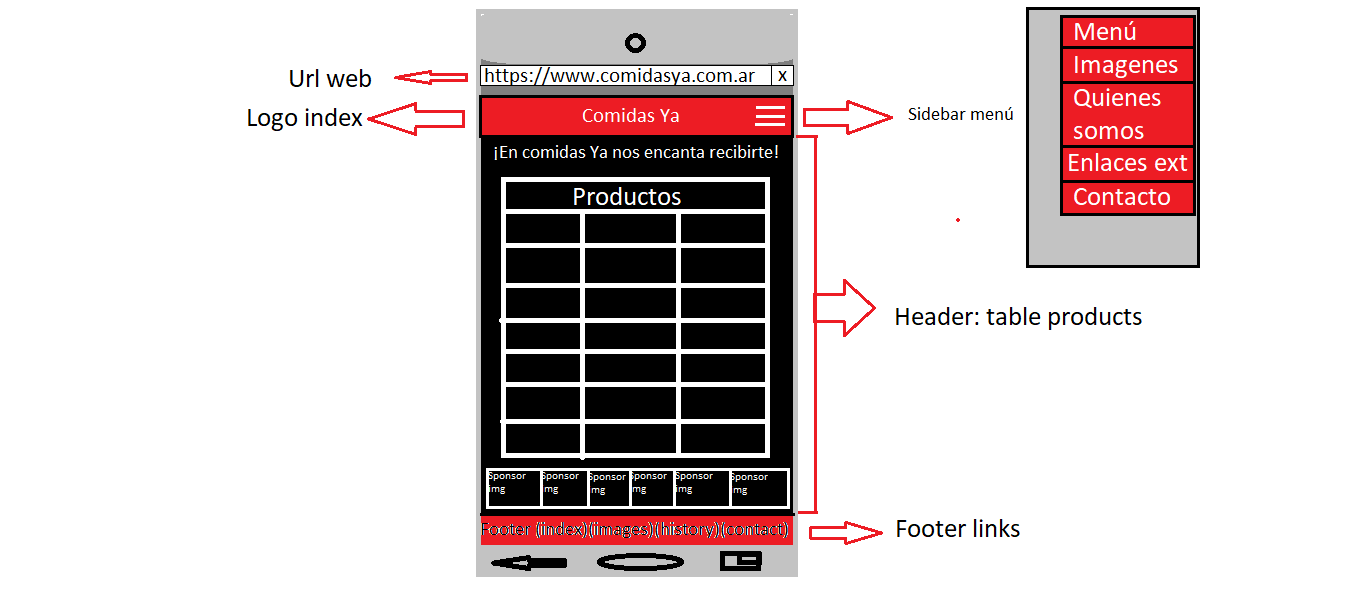 Url web
Logo index
https://www.comidasya.com.ar x
Comidas Ya
¡En comidas Ya nos encanta recibirte!
Productos
Sponsor
img
Sponsor
img
Sponsor
img
Sponsor
img
Sponsor
img
Sponsor
img
Footer (index)(images)(history)(contact)
Sidebar menú
Header: table products
Footer links
Menú
Imagenes
Quienes
somos
Enlaces ext
Contacto